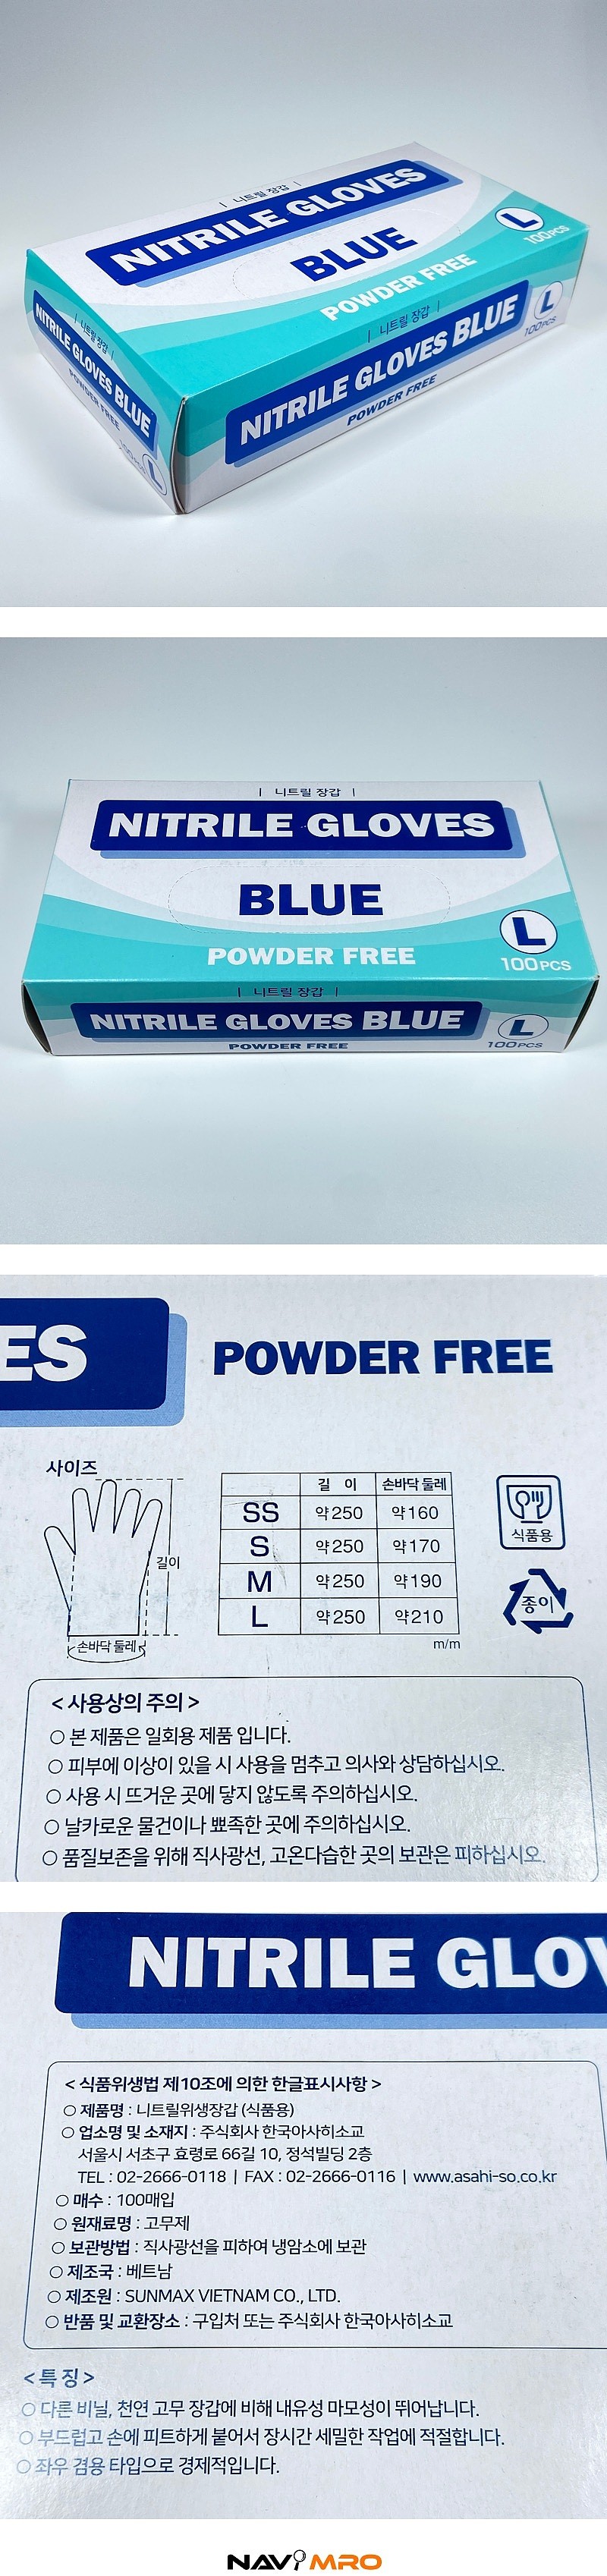 | 니트릴 장갑 |
NITRILE GLOVES
BLUE
POWDER FREE
L
100PCS
| 니트릴 장갑 |
NITRILE GLOVES BLUE
POWDER FREE
L
100PCS
| 니트릴 장갑 |
NITRILE GLOVES BLUE
POWDER FREE
100PCS
L
| 니트릴 장갑 |
NITRILE GLOVES
BLUE
POWDER FREE
L
100PCS
| 니트릴 장갑 |
NITRILE GLOVES BLUE
POWDER FREE
L
100PCS
ES
POWDER FREE
사이즈
길이
손바닥 둘레
길 이 손바닥 둘레
SS 약250 약160
S 약250 약170
M 약250 약190
L 약250 약210
m/m
식품용
종이
< 사용상의 주의 >
○ 본 제품은 일회용 제품 입니다.
○ 피부에 이상이 있을 시 사용을 멈추고 의사와 상담하십시오.
○ 사용 시 뜨거운 곳에 닿지 않도록 주의하십시오.
○ 날카로운 물건이나 뾰족한 곳에 주의하십시오.
○ 품질보존을 위해 직사광선, 고온다습한 곳의 보관은 피하십시오.
NITRILE GLOV
< 식품위생법 제10조에 의한 한글표시사항 >
○ 제품명 : 니트릴위생장갑 (식품용)
○ 업소명 및 소재지 : 주식회사 한국아사히소교
서울시 서초구 효령로 66길 10, 정석빌딩 2층
TEL : 02-2666-0118 | FAX : 02-2666-0116 | www.asahi-so.co.kr
○ 매수 : 100매입
○ 원재료명 : 고무제
○ 보관방법 : 직사광선을 피하여 냉암소에 보관
○ 제조국 : 베트남
○ 제조원 : SUNMAX VIETNAM CO., LTD.
○ 반품 및 교환장소 : 구입처 또는 주식회사 한국아사히소교
< 특 징 >
○ 다른 비닐, 천연 고무 장갑에 비해 내유성 마모성이 뛰어납니다.
○ 부드럽고 손에 피트하게 붙어서 장시간 세밀한 작업에 적절합니다.
○ 좌우 겸용 타입으로 경제적입니다.
NAVIMRO